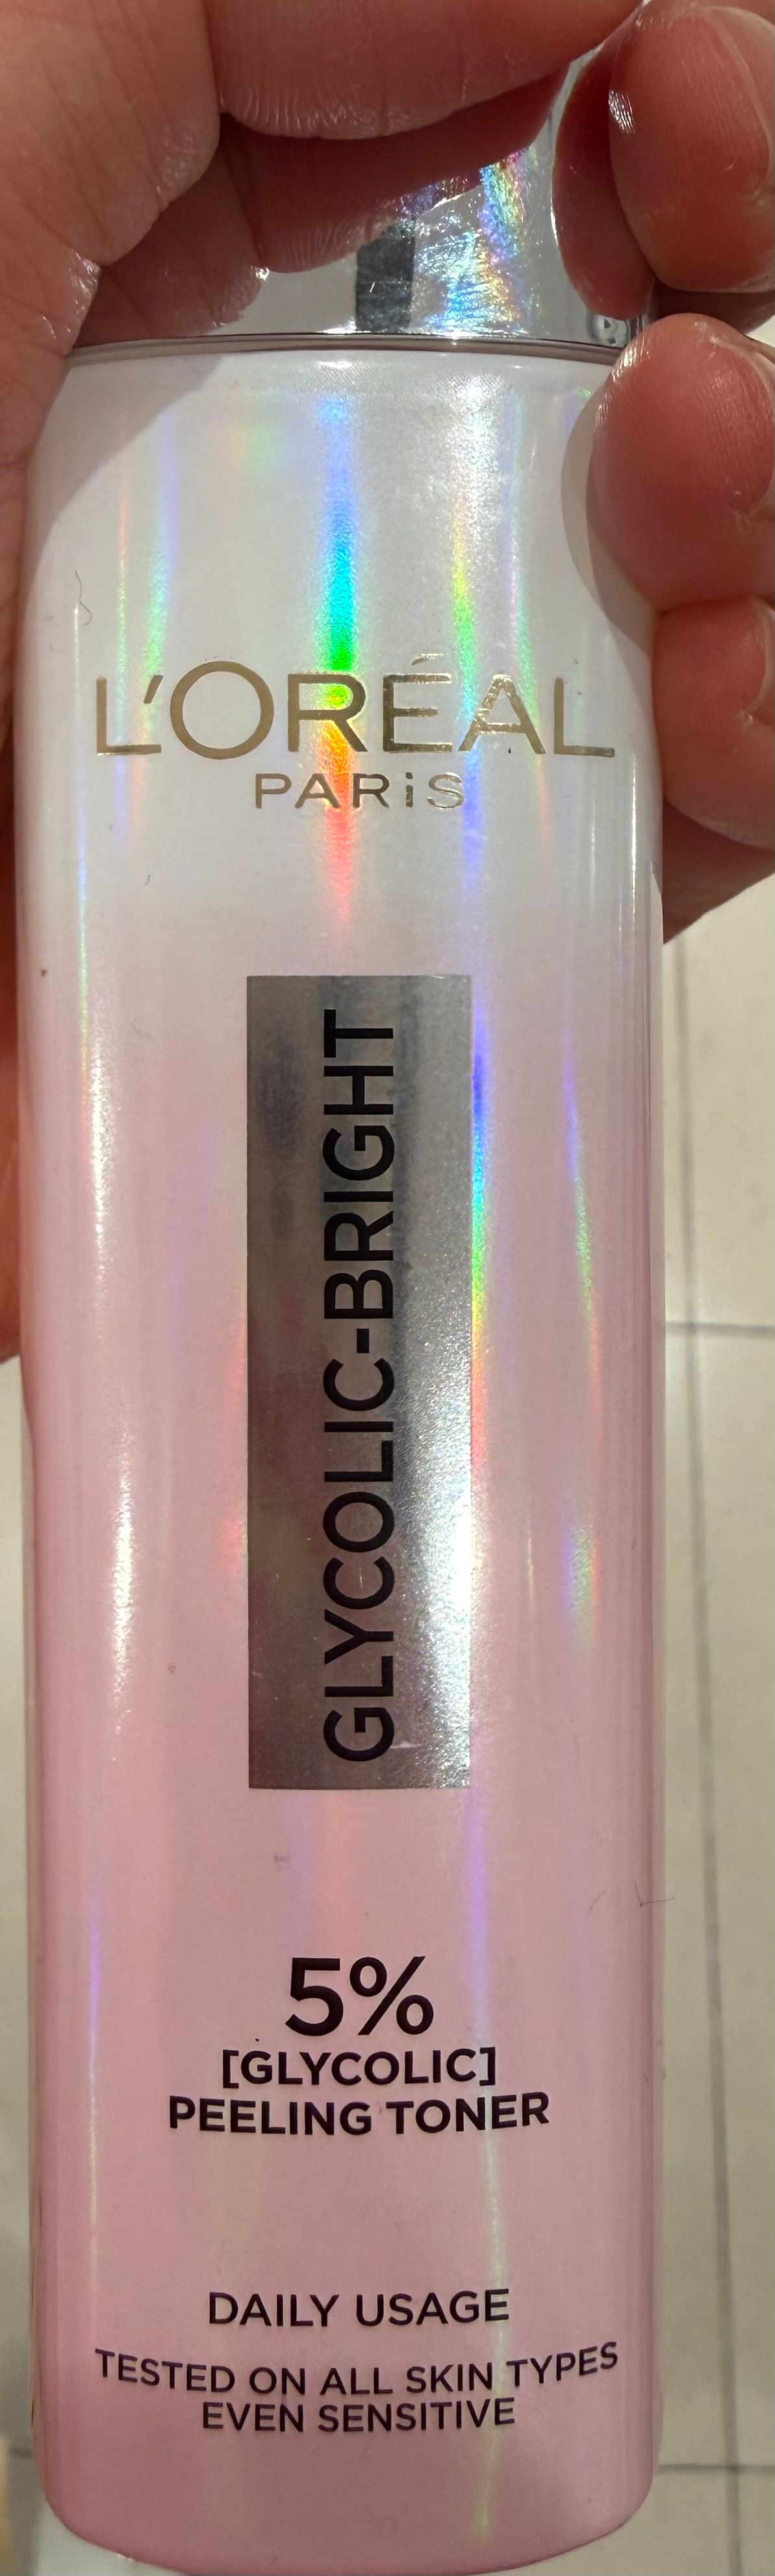 L'ORÉAL
PARiS
GLYCOLIC-BRIGHT
5%
[GLYCOLIC]
PEELING TONER
DAILY USAGE
TESTED ON ALL SKIN TYPES
EVEN SENSITIVE